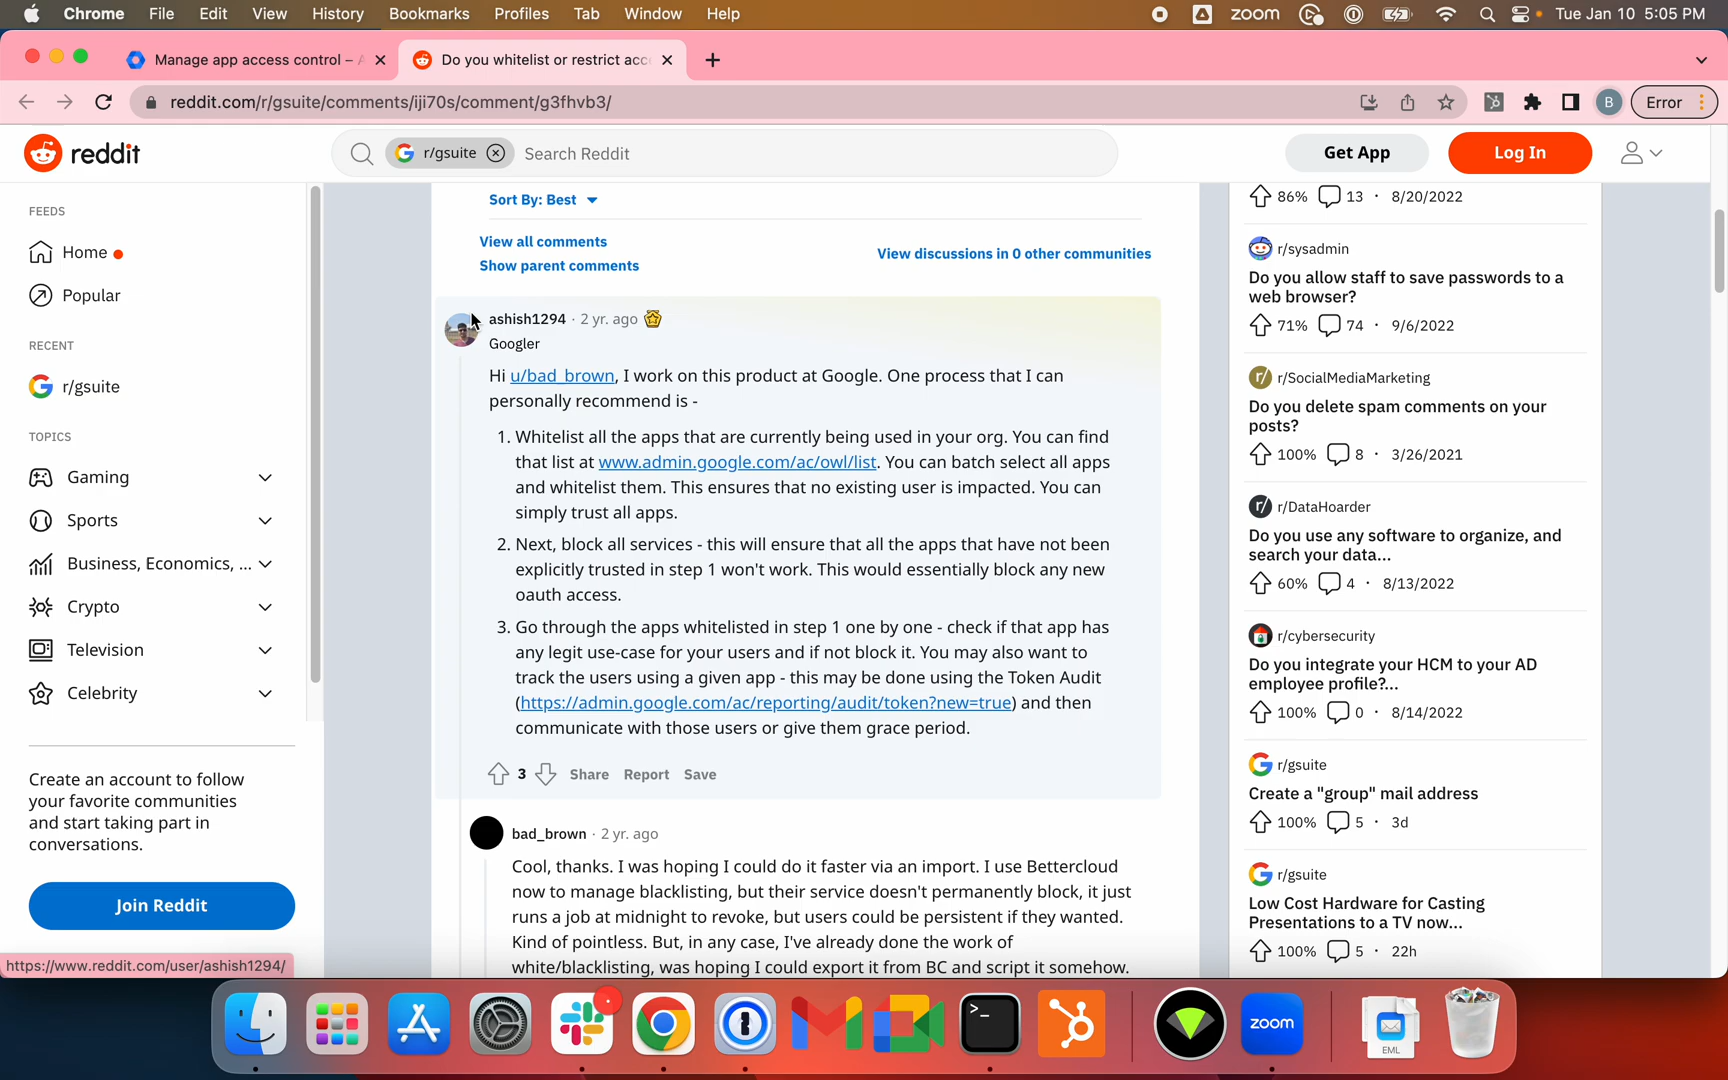 Chrome File Edit View History Bookmarks Profiles Tab Window Help zoom Tue Jan 10 5:05 PM
Manage app access control – A Do you whitelist or restrict acc
reddit.com/r/gsuite/comments/iji70s/comment/g3fhvb3/ B Error
reddit r/gsuite Search Reddit Get App Log In
FEEDS
Home
Popular
RECENT
r/gsuite
TOPICS
Gaming
Sports
Business, Economics, ...
Crypto
Television
Celebrity
Create an account to follow
your favorite communities
and start taking part in
conversations.
Join Reddit
https://www.reddit.com/user/ashish1294/
Sort By: Best
View all comments
Show parent comments
View discussions in 0 other communities
ashish1294 · 2 yr. ago
Googler
Hi u/bad_brown, I work on this product at Google. One process that I can
personally recommend is -
1. Whitelist all the apps that are currently being used in your org. You can find
that list at www.admin.google.com/ac/owl/list. You can batch select all apps
and whitelist them. This ensures that no existing user is impacted. You can
simply trust all apps.
2. Next, block all services - this will ensure that all the apps that have not been
explicitly trusted in step 1 won't work. This would essentially block any new
oauth access.
3. Go through the apps whitelisted in step 1 one by one - check if that app has
any legit use-case for your users and if not block it. You may also want to
track the users using a given app - this may be done using the Token Audit
(https://admin.google.com/ac/reporting/audit/token?new=true) and then
communicate with those users or give them grace period.
3 Share Report Save
bad_brown · 2 yr. ago
Cool, thanks. I was hoping I could do it faster via an import. I use Bettercloud
now to manage blacklisting, but their service doesn't permanently block, it just
runs a job at midnight to revoke, but users could be persistent if they wanted.
Kind of pointless. But, in any case, I've already done the work of
white/blacklisting, was hoping I could export it from BC and script it somehow.
86% 13 · 8/20/2022
r/sysadmin
Do you allow staff to save passwords to a
web browser?
71% 74 · 9/6/2022
r/SocialMediaMarketing
Do you delete spam comments on your
posts?
100% 8 · 3/26/2021
r/DataHoarder
Do you use any software to organize, and
search your data...
60% 4 · 8/13/2022
r/cybersecurity
Do you integrate your HCM to your AD
employee profile?...
100% 0 · 8/14/2022
r/gsuite
Create a "group" mail address
100% 5 · 3d
r/gsuite
Low Cost Hardware for Casting
Presentations to a TV now...
100% 5 · 22h
zoom
EML